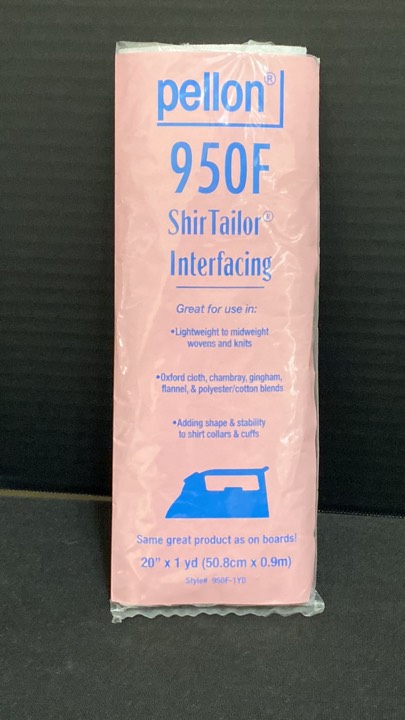 pellon®
950F
ShirTailor®
Interfacing
Great for use in:
•Lightweight to midweight
wovens and knits
•Oxford cloth, chambray, gingham,
flannel, & polyester/cotton blends
•Adding shape & stability
to shirt collars & cuffs
Same great product as on boards!
20" x 1 yd (50.8cm x 0.9m)
Style# 950F-1YD